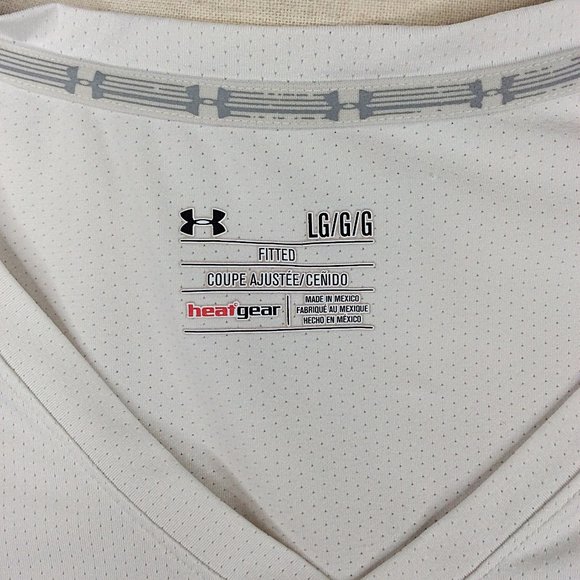 LG/G/G
FITTED
COUPE AJUSTÉE/CEÑIDO
heatgear
MADE IN MEXICO
FABRIQUÉ AU MEXIQUE
HECHO EN MÉXICO